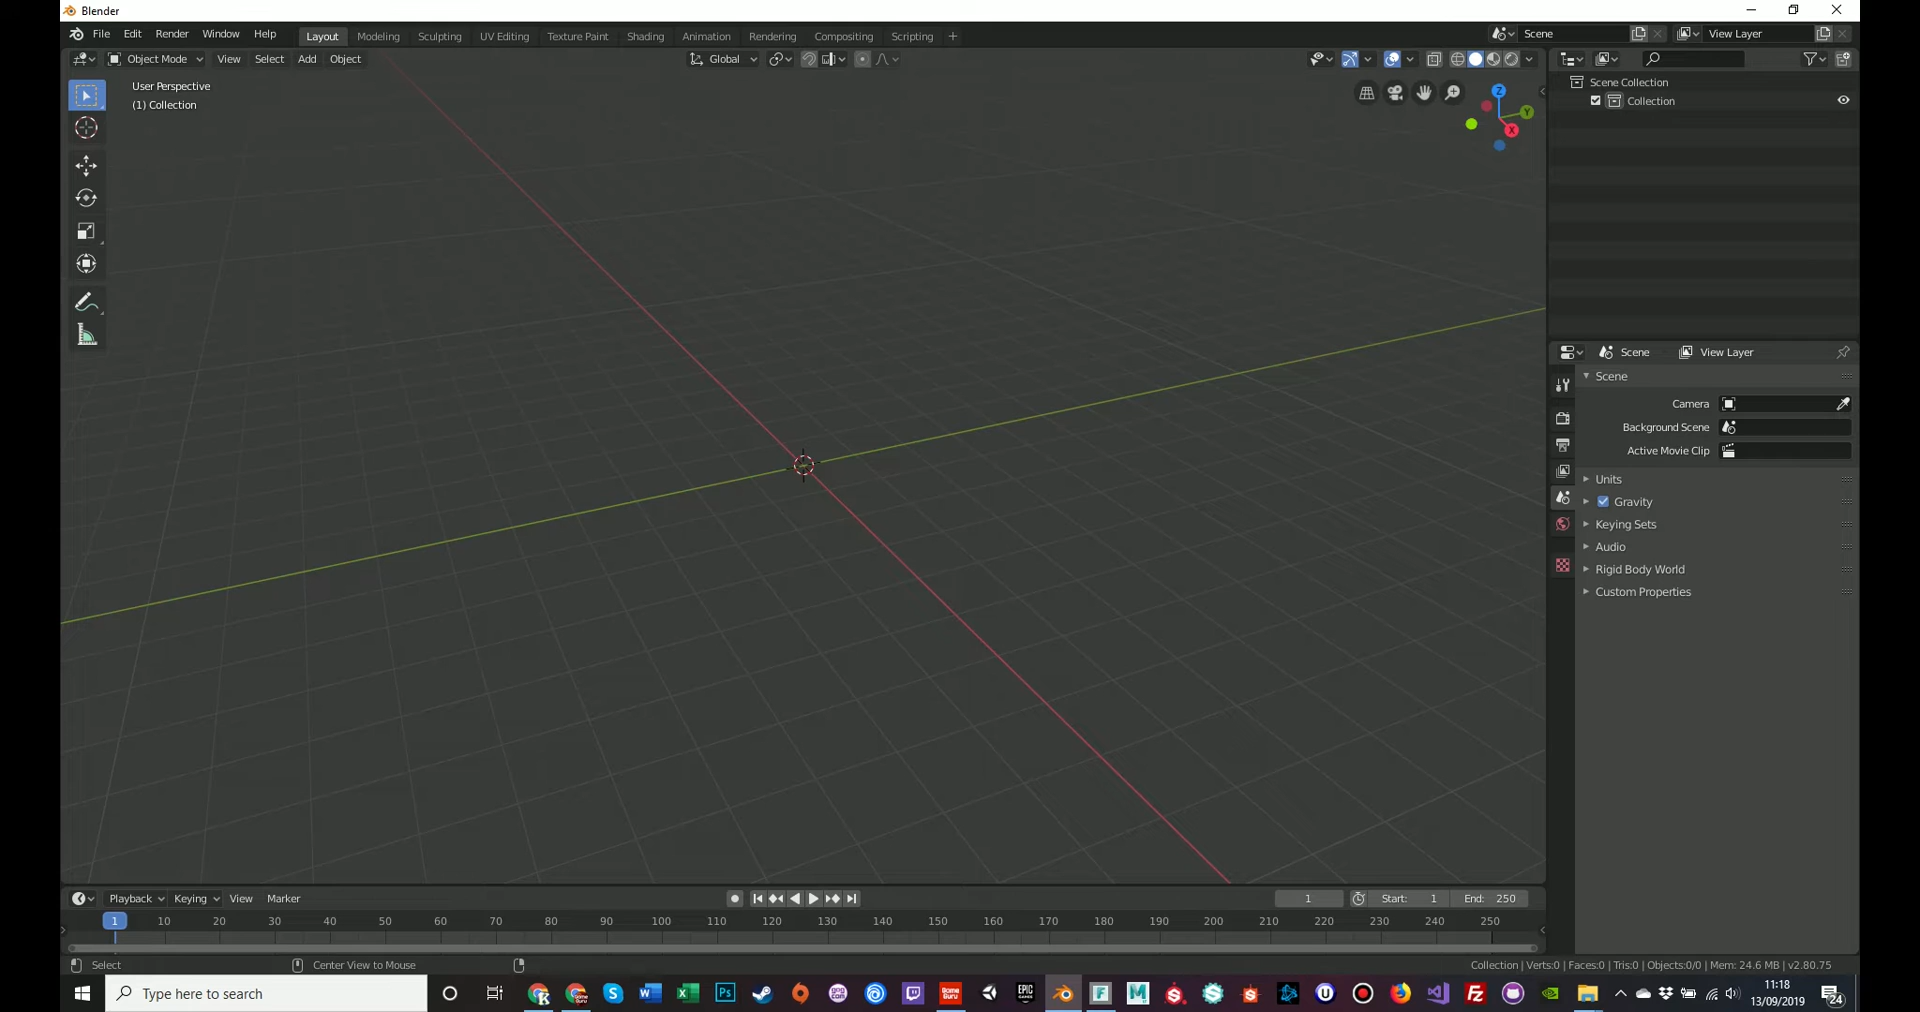 Blender
File Edit Render Window Help Layout Modeling Sculpting UV Editing Texture Paint Shading Animation Rendering Compositing Scripting + Scene View Layer
Object Mode View Select Add Object Global
User Perspective
(1) Collection
Z
Y
X
Scene Collection
Collection
Scene View Layer
Scene
Camera
Background Scene
Active Movie Clip
Units
Gravity
Keying Sets
Audio
Rigid Body World
Custom Properties
Playback Keying View Marker 1 Start: 1 End: 250
1 10 20 30 40 50 60 70 80 90 100 110 120 130 140 150 160 170 180 190 200 210 220 230 240 250
Select Center View to Mouse Collection | Verts:0 | Faces:0 | Tris:0 | Objects:0/0 | Mem: 24.6 MB | v2.80.75
Type here to search
11:18
13/09/2019
24